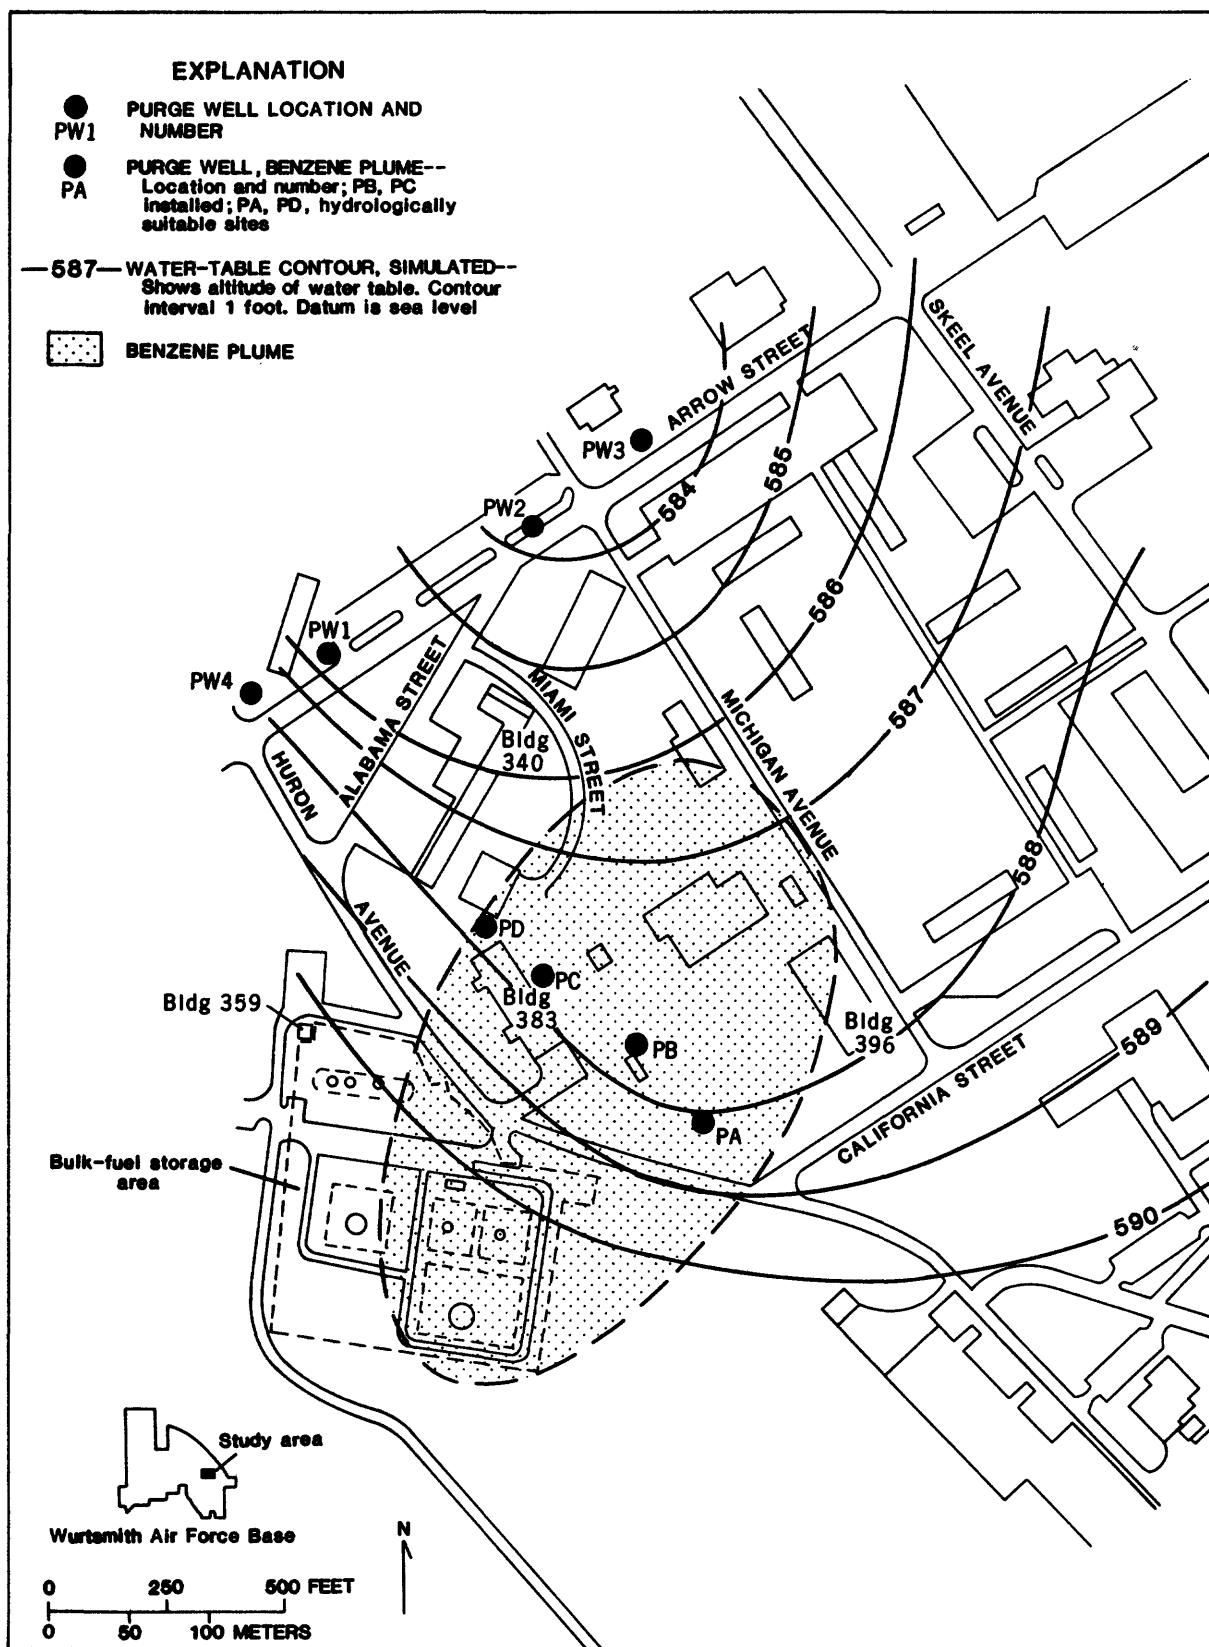 EXPLANATION
PURGE WELL LOCATION AND
PW1 NUMBER
PURGE WELL, BENZENE PLUME--
PA Location and number; PB, PC
installed; PA, PD, hydrologically
suitable sites
—587— WATER-TABLE CONTOUR, SIMULATED--
Shows altitude of water table. Contour
interval 1 foot. Datum is sea level
BENZENE PLUME
SKEEL AVENUE
ARROW STREET
PW3
PW2
584
585
586
587
588
589
590
PW1
PW4
ALABAMA STREET
MIAMI STREET
MICHIGAN AVENUE
Bldg
340
HURON
AVENUE
PD
PC
Bldg
383
PB
Bldg
396
PA
CALIFORNIA STREET
Bldg 359
Bulk-fuel storage
area
Study area
Wurtsmith Air Force Base
N
0 250 500 FEET
0 50 100 METERS